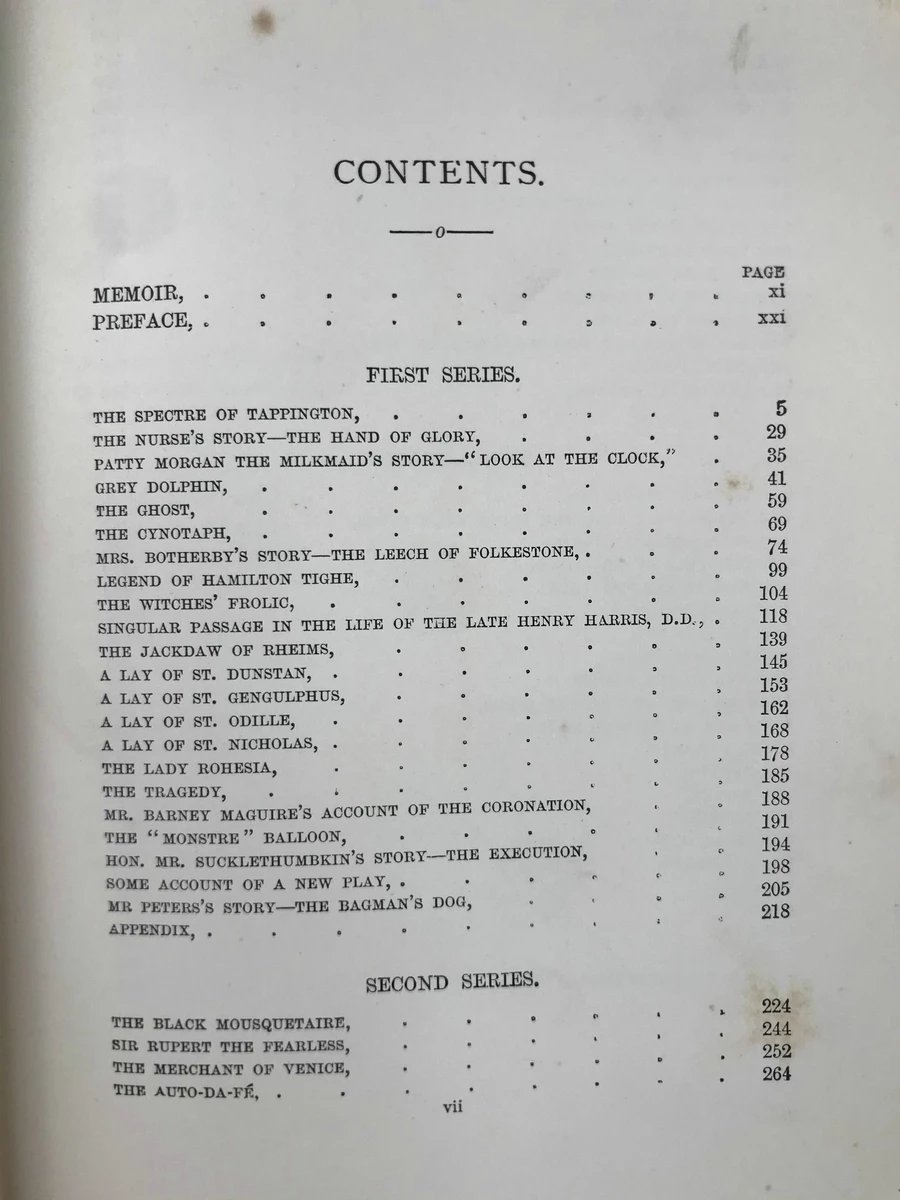 CONTENTS.
o
PAGE
MEMOIR, . . . . . . . . . xi
PREFACE, . . . . . . . . . xxi
FIRST SERIES.
THE SPECTRE OF TAPPINGTON, . . . . . . 5
THE NURSE'S STORY—THE HAND OF GLORY, . . . . 29
PATTY MORGAN THE MILKMAID'S STORY—"LOOK AT THE CLOCK," . 35
GREY DOLPHIN, . . . . . . . . 41
THE GHOST, . . . . . . . . 59
THE CYNOTAPH, . . . . . . . . 69
MRS. BOTHERBY'S STORY—THE LEECH OF FOLKESTONE, . . . 74
LEGEND OF HAMILTON TIGHE, . . . . . . 99
THE WITCHES' FROLIC, . . . . . . . 104
SINGULAR PASSAGE IN THE LIFE OF THE LATE HENRY HARRIS, D.D., . 118
THE JACKDAW OF RHEIMS, . . . . . . 139
A LAY OF ST. DUNSTAN, . . . . . . . 145
A LAY OF ST. GENGULPHUS, . . . . . . 153
A LAY OF ST. ODILLE, . . . . . . . 162
A LAY OF ST. NICHOLAS, . . . . . . . 168
THE LADY ROHESIA, . . . . . . . 178
THE TRAGEDY, . . . . . . . . 185
MR. BARNEY MAGUIRE'S ACCOUNT OF THE CORONATION, . . 188
THE "MONSTRE" BALLOON, . . . . . . 191
HON. MR. SUCKLETHUMBKIN'S STORY—THE EXECUTION, . . 194
SOME ACCOUNT OF A NEW PLAY, . . . . . . 198
MR PETERS'S STORY—THE BAGMAN'S DOG, . . . . 205
APPENDIX, . . . . . . . . . 218
SECOND SERIES.
THE BLACK MOUSQUETAIRE, . . . . . . 224
SIR RUPERT THE FEARLESS, . . . . . . 244
THE MERCHANT OF VENICE, . . . . . . 252
THE AUTO-DA-FÉ, . . . . . . . . 264
vii